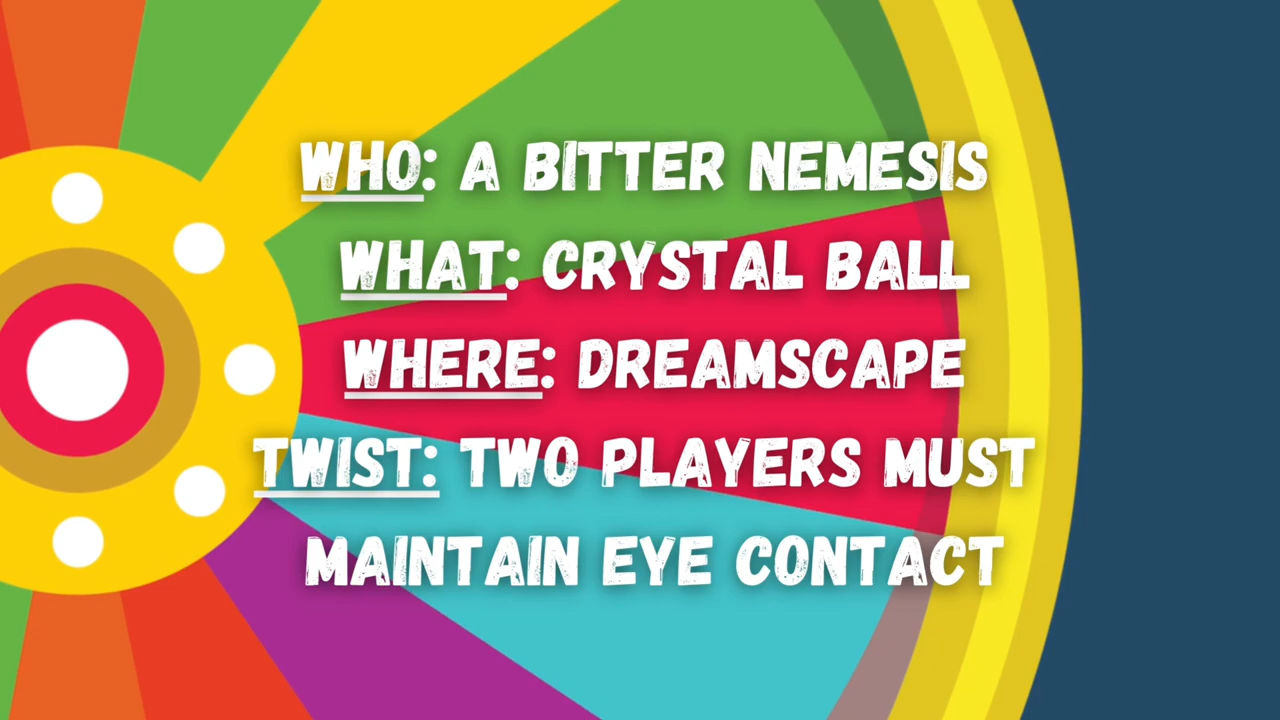 WHO: A BITTER NEMESIS
WHAT: CRYSTAL BALL
WHERE: DREAMSCAPE
TWIST: TWO PLAYERS MUST
MAINTAIN EYE CONTACT